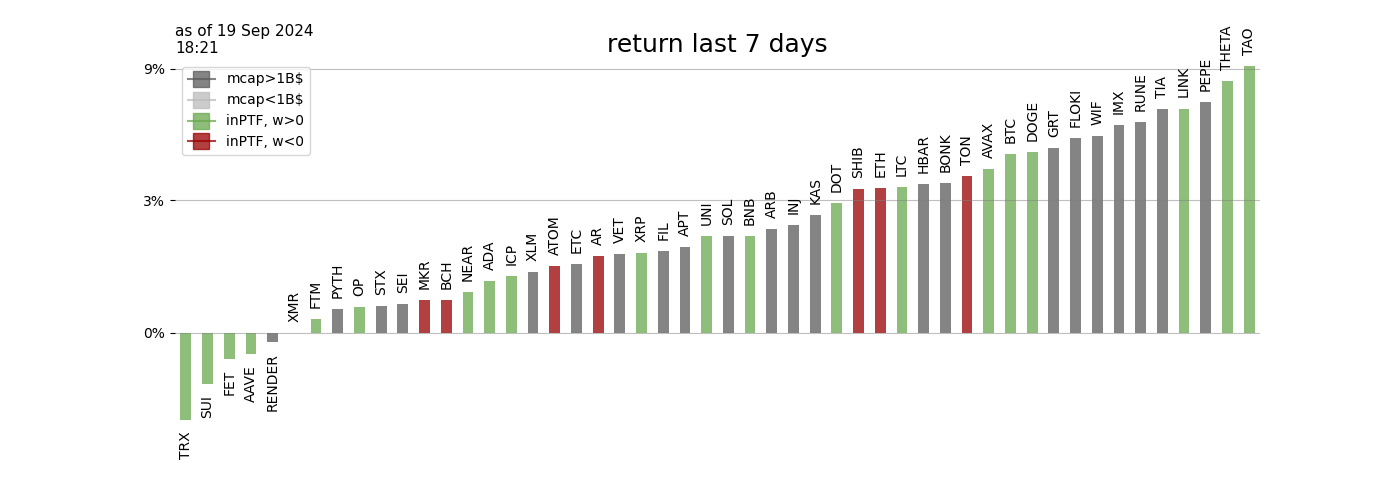 as of 19 Sep 2024
18:21
return last 7 days
9%
3%
0%
mcap>1B$
mcap<1B$
inPTF, w>0
inPTF, w<0
TRX
SUI
FET
AAVE
RENDER
XMR
FTM
PYTH
OP
STX
SEI
MKR
BCH
NEAR
ADA
ICP
XLM
ATOM
ETC
AR
VET
XRP
FIL
APT
UNI
SOL
BNB
ARB
INJ
KAS
DOT
SHIB
ETH
LTC
HBAR
BONK
TON
AVAX
BTC
DOGE
GRT
FLOKI
WIF
IMX
RUNE
TIA
LINK
PEPE
THETA
TAO